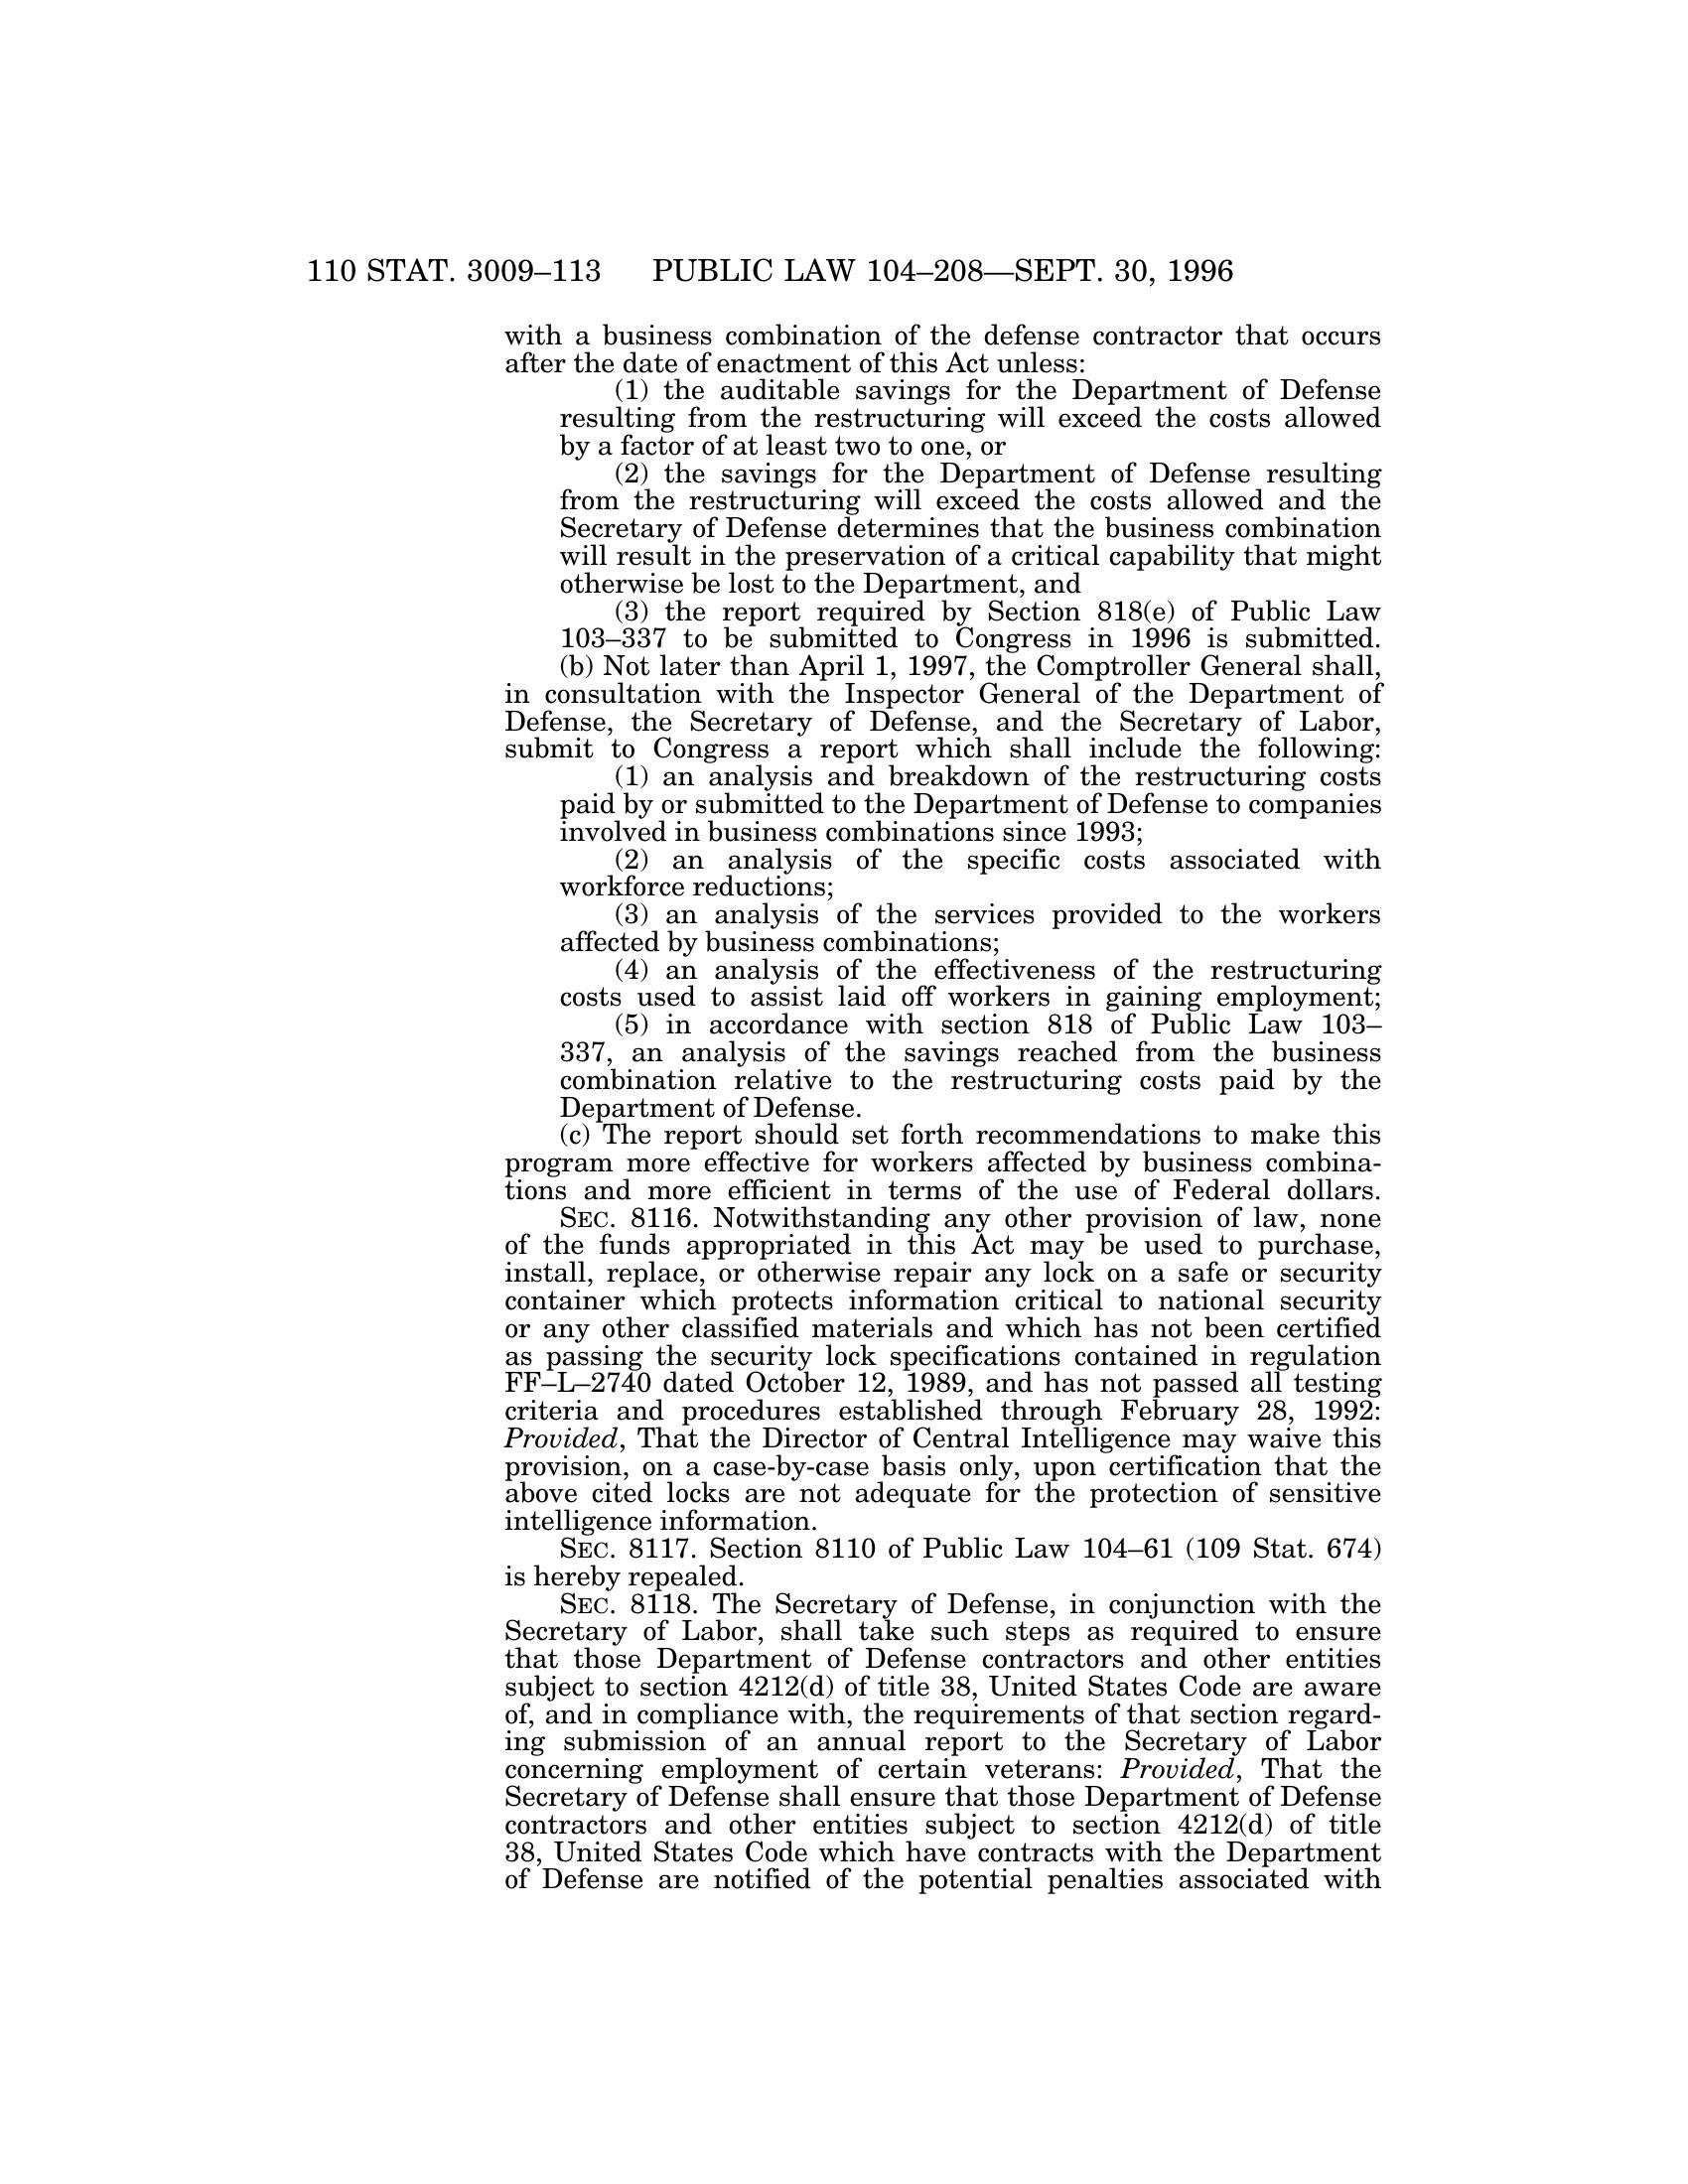 110 STAT. 3009–113 PUBLIC LAW 104–208—SEPT. 30, 1996
with a business combination of the defense contractor that occurs
after the date of enactment of this Act unless:
(1) the auditable savings for the Department of Defense
resulting from the restructuring will exceed the costs allowed
by a factor of at least two to one, or
(2) the savings for the Department of Defense resulting
from the restructuring will exceed the costs allowed and the
Secretary of Defense determines that the business combination
will result in the preservation of a critical capability that might
otherwise be lost to the Department, and
(3) the report required by Section 818(e) of Public Law
103–337 to be submitted to Congress in 1996 is submitted.
(b) Not later than April 1, 1997, the Comptroller General shall,
in consultation with the Inspector General of the Department of
Defense, the Secretary of Defense, and the Secretary of Labor,
submit to Congress a report which shall include the following:
(1) an analysis and breakdown of the restructuring costs
paid by or submitted to the Department of Defense to companies
involved in business combinations since 1993;
(2) an analysis of the specific costs associated with
workforce reductions;
(3) an analysis of the services provided to the workers
affected by business combinations;
(4) an analysis of the effectiveness of the restructuring
costs used to assist laid off workers in gaining employment;
(5) in accordance with section 818 of Public Law 103–
337, an analysis of the savings reached from the business
combination relative to the restructuring costs paid by the
Department of Defense.
(c) The report should set forth recommendations to make this
program more effective for workers affected by business combina-
tions and more efficient in terms of the use of Federal dollars.
SEC. 8116. Notwithstanding any other provision of law, none
of the funds appropriated in this Act may be used to purchase,
install, replace, or otherwise repair any lock on a safe or security
container which protects information critical to national security
or any other classified materials and which has not been certified
as passing the security lock specifications contained in regulation
FF–L–2740 dated October 12, 1989, and has not passed all testing
criteria and procedures established through February 28, 1992:
Provided, That the Director of Central Intelligence may waive this
provision, on a case-by-case basis only, upon certification that the
above cited locks are not adequate for the protection of sensitive
intelligence information.
SEC. 8117. Section 8110 of Public Law 104–61 (109 Stat. 674)
is hereby repealed.
SEC. 8118. The Secretary of Defense, in conjunction with the
Secretary of Labor, shall take such steps as required to ensure
that those Department of Defense contractors and other entities
subject to section 4212(d) of title 38, United States Code are aware
of, and in compliance with, the requirements of that section regard-
ing submission of an annual report to the Secretary of Labor
concerning employment of certain veterans: Provided, That the
Secretary of Defense shall ensure that those Department of Defense
contractors and other entities subject to section 4212(d) of title
38, United States Code which have contracts with the Department
of Defense are notified of the potential penalties associated with